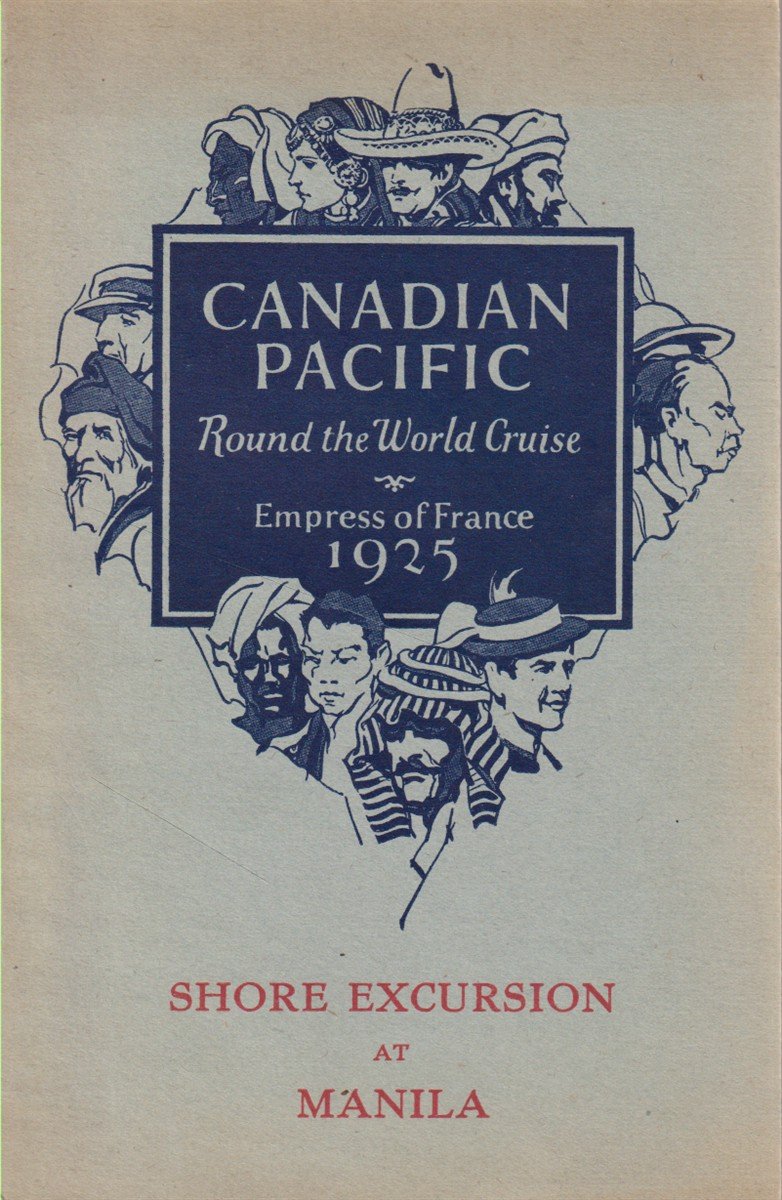 CANADIAN
PACIFIC
Round the World Cruise
Empress of France
1925
SHORE EXCURSION
AT
MANILA